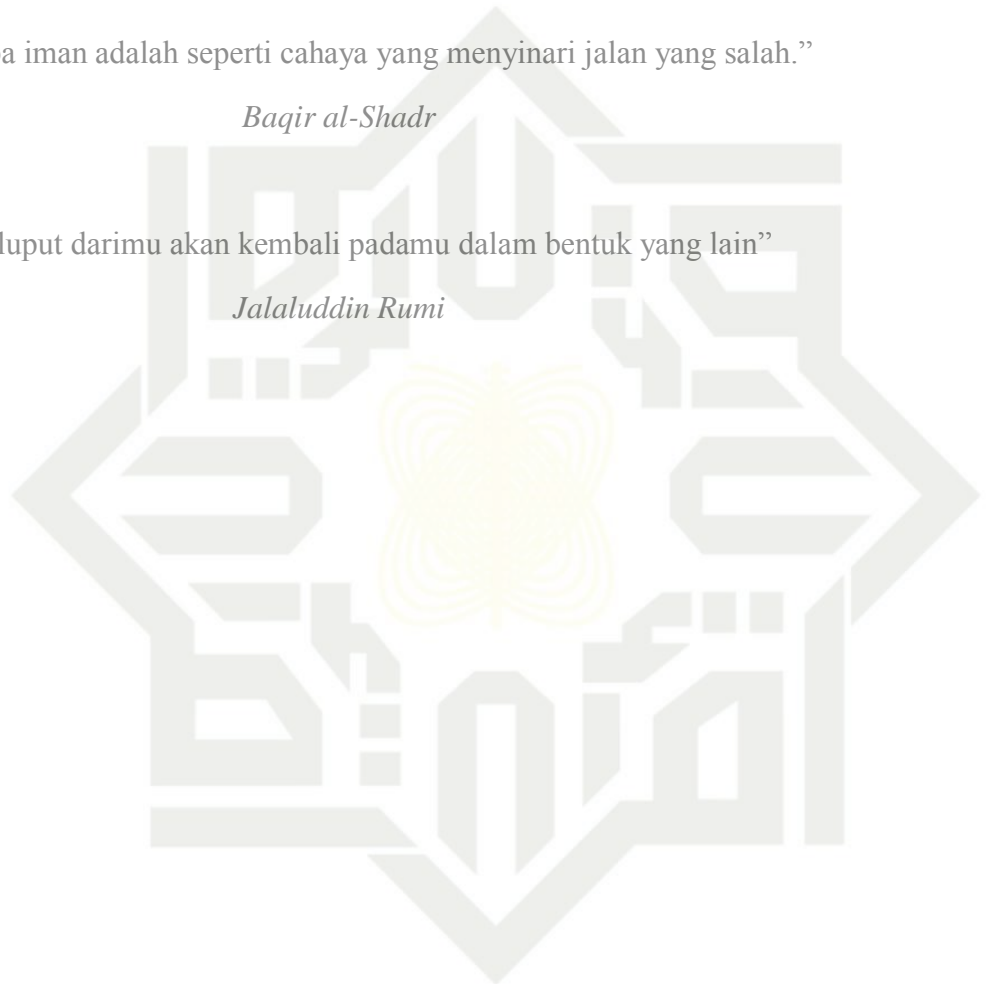 iman adalah seperti cahaya yang menyinari jalan yang salah.”
Baqir al-Shadr
luput darimu akan kembali padamu dalam bentuk yang lain”
Jalaluddin Rumi